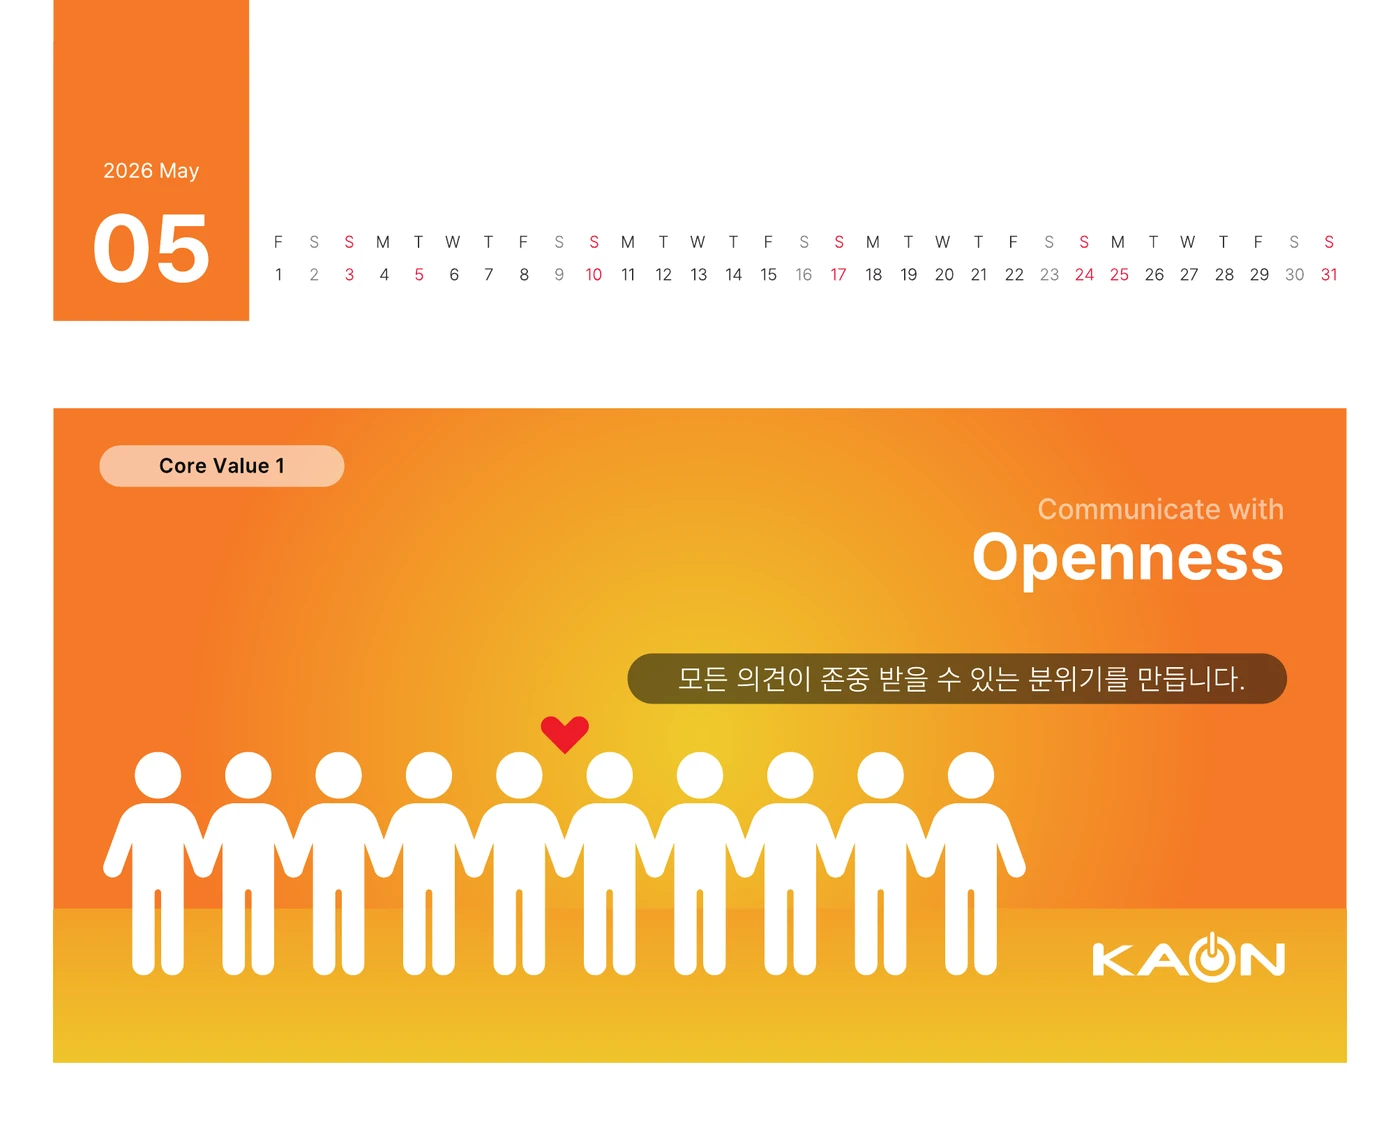 2026 May
05
F S S M T W T F S S M T W T F S S M T W T F S S M T W T F S S
1 2 3 4 5 6 7 8 9 10 11 12 13 14 15 16 17 18 19 20 21 22 23 24 25 26 27 28 29 30 31
Core Value 1
Communicate with
Openness
모든 의견이 존중 받을 수 있는 분위기를 만듭니다.
KAON